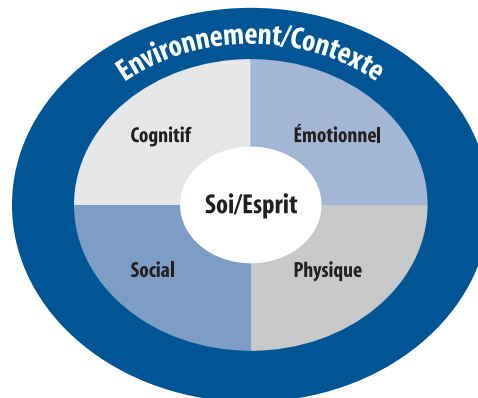 Environnement/Contexte
Cognitif
Émotionnel
Soi/Esprit
Social
Physique